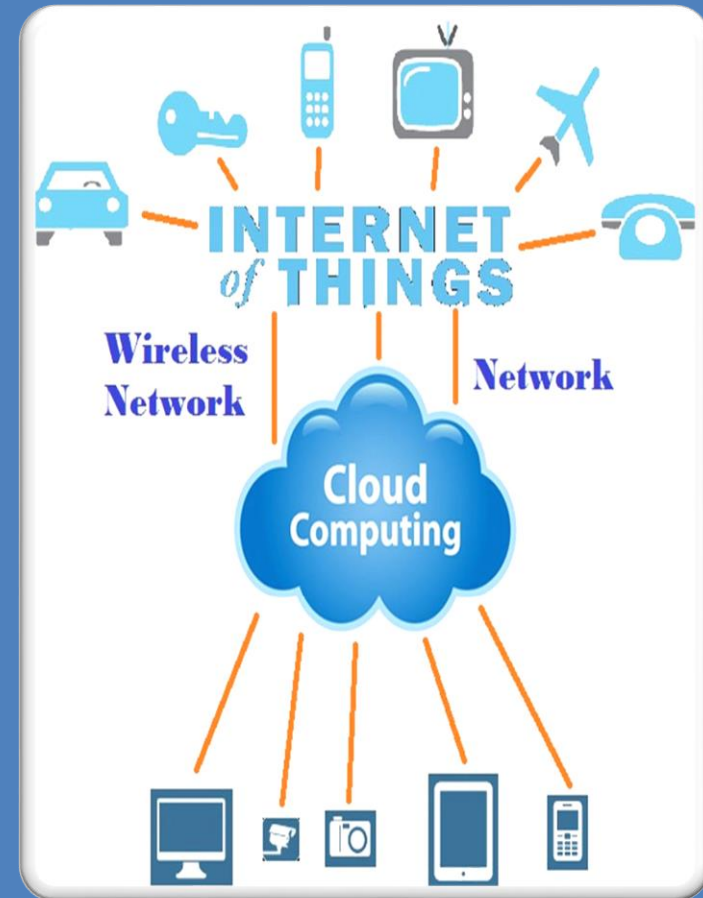 INTERNET
of THINGS
Wireless
Network
Network
Cloud
Computing